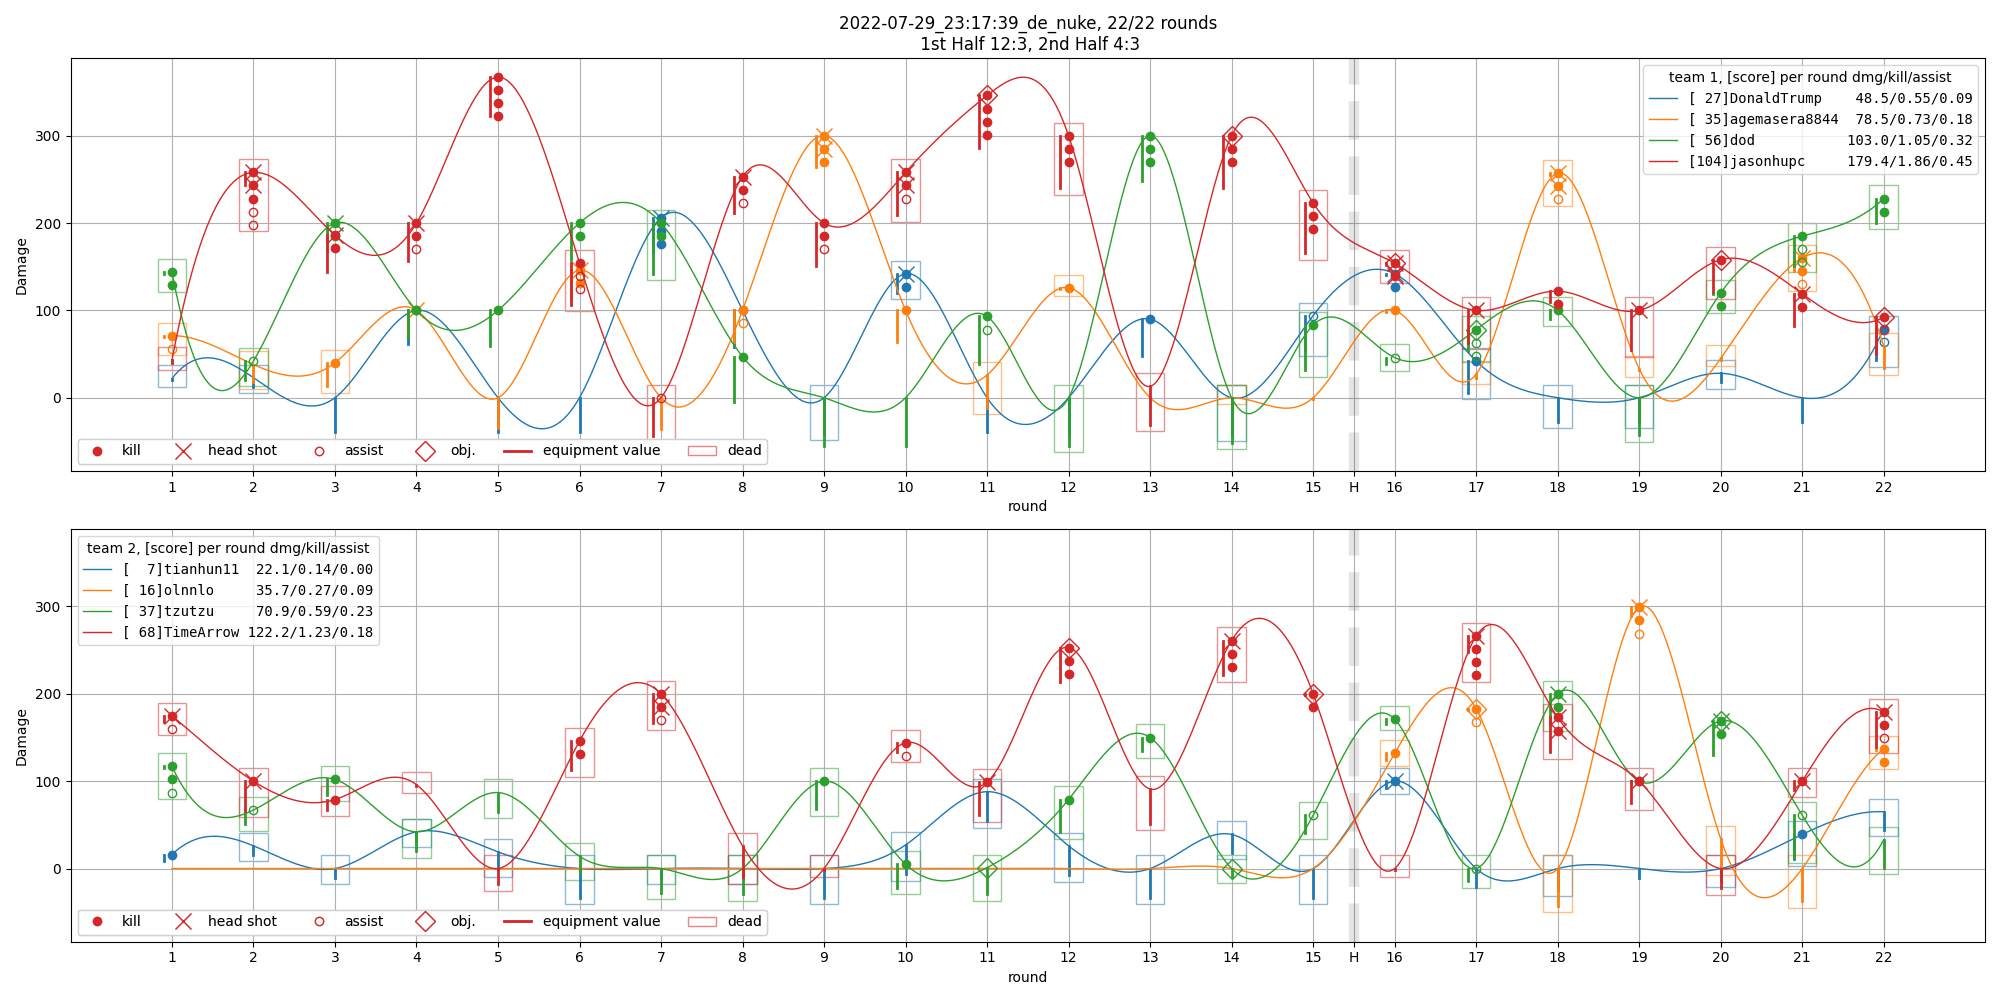 2022-07-29_23:17:39_de_nuke, 22/22 rounds
1st Half 12:3, 2nd Half 4:3
team 1, [score] per round dmg/kill/assist
[ 27]DonaldTrump 48.5/0.55/0.09
[ 35]agemasera8844 78.5/0.73/0.18
[ 56]dod 103.0/1.05/0.32
[104]jasonhupc 179.4/1.86/0.45
300
200
100
0
Damage
kill head shot assist obj. equipment value dead
1 2 3 4 5 6 7 8 9 10 11 12 13 14 15 H 16 17 18 19 20 21 22
round
team 2, [score] per round dmg/kill/assist
[ 7]tianhun11 22.1/0.14/0.00
[ 16]olnnlo 35.7/0.27/0.09
[ 37]tzutzu 70.9/0.59/0.23
[ 68]TimeArrow 122.2/1.23/0.18
300
200
100
0
Damage
kill head shot assist obj. equipment value dead
1 2 3 4 5 6 7 8 9 10 11 12 13 14 15 H 16 17 18 19 20 21 22
round